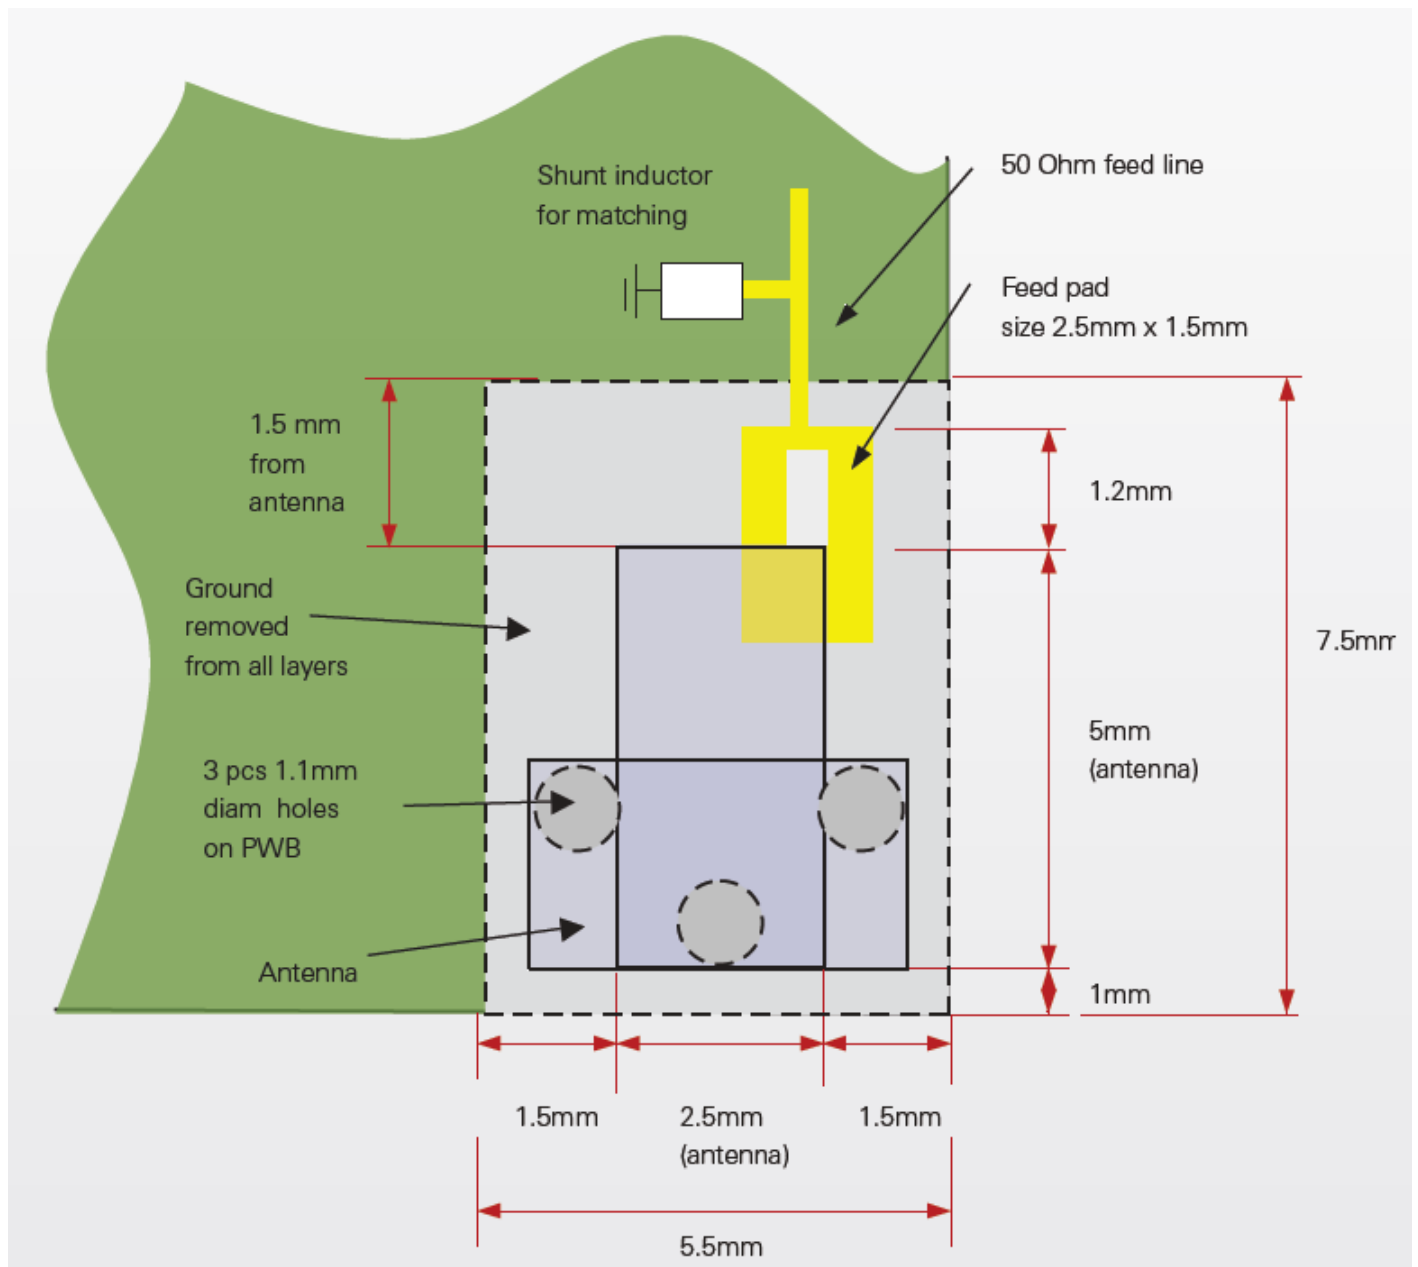 Shunt inductor
for matching
50 Ohm feed line
Feed pad
size 2.5mm x 1.5mm
1.5 mm
from
antenna
1.2mm
Ground
removed
from all layers
7.5mm
5mm
(antenna)
3 pcs 1.1mm
diam holes
on PWB
Antenna
1mm
1.5mm
2.5mm
(antenna)
1.5mm
5.5mm